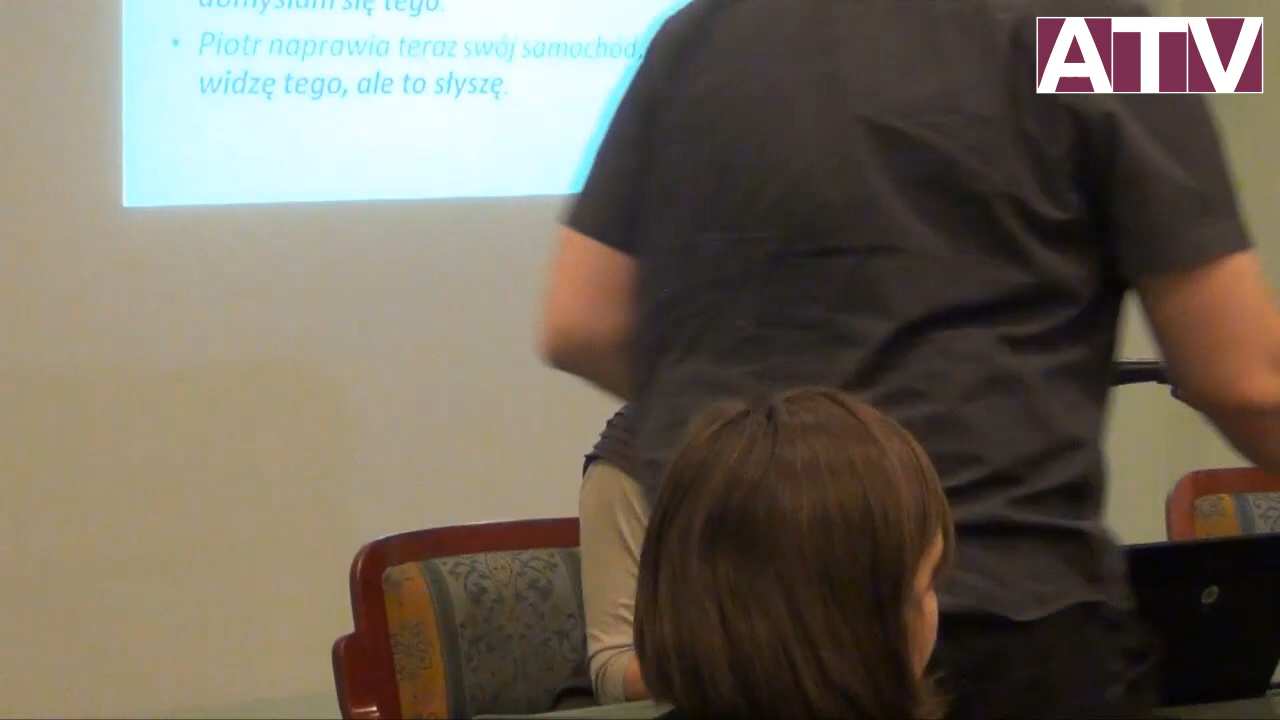 domyślam się tego.
• Piotr naprawia teraz swój samochód,
widzę tego, ale to słyszę.
ATV